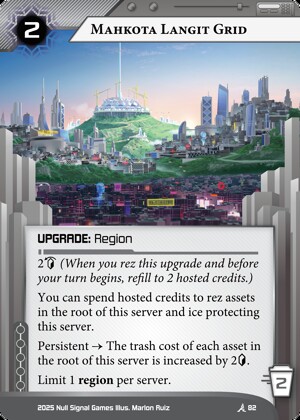 2
Mahkota Langit Grid
UPGRADE: Region
2 (When you rez this upgrade and before
your turn begins, refill to 2 hosted credits.)
You can spend hosted credits to rez assets
in the root of this server and ice protecting
this server.
Persistent → The trash cost of each asset in
the root of this server is increased by 2.
Limit 1 region per server.
2
2025 Null Signal Games Illus. Marlon Ruiz
82